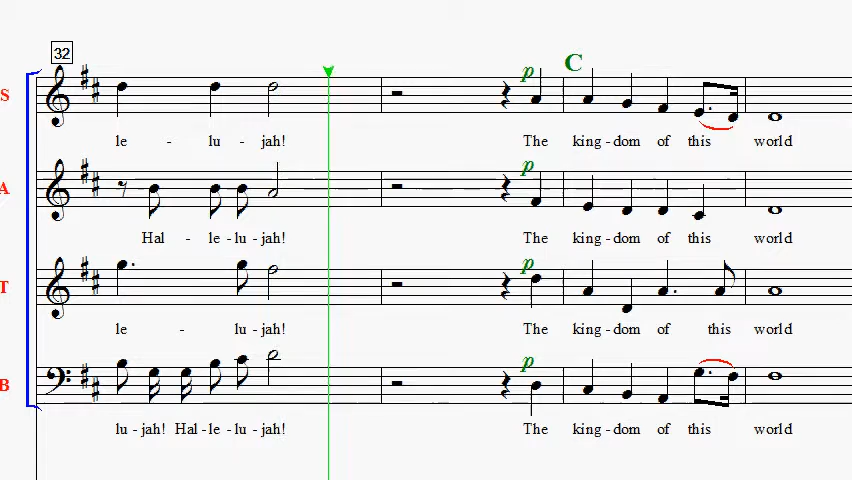 32
p C
S
le - lu - jah! The king - dom of this world
p
A
Hal - le - lu - jah! The king - dom of this world
p
T
le - lu - jah! The king - dom of this world
p
B
lu - jah! Hal - le - lu - jah! The king - dom of this world